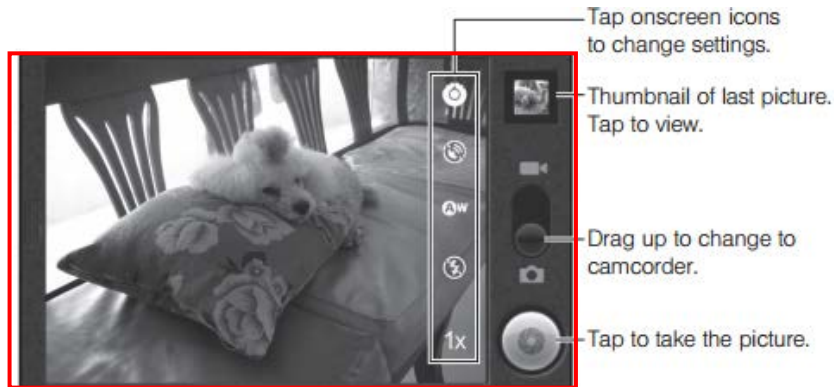 Tap onscreen icons
to change settings.
Thumbnail of last picture.
Tap to view.
AW
Drag up to change to
camcorder.
1x
Tap to take the picture.